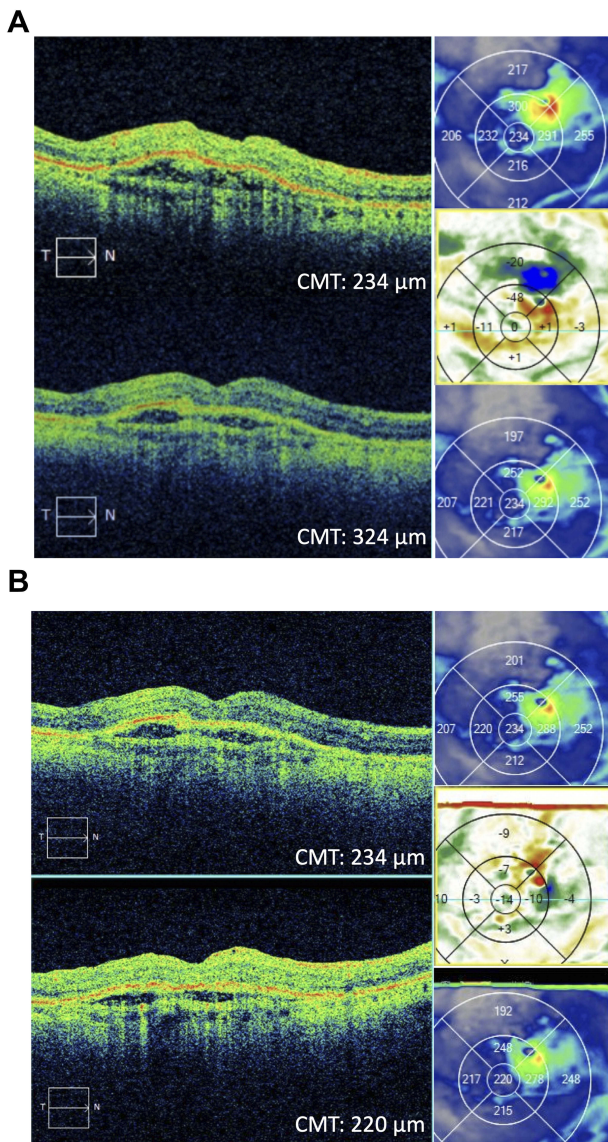 A
217
300
206 232 234 291 255
216
212
T N
CMT: 234 μm
-20
-48
+1 -11 0 +1 -3
+1
T N
CMT: 324 μm
197
252
207 221 234 292 252
217
B
201
255
207 220 234 288 252
212
T N
CMT: 234 μm
-9
-7
10 -3 -14 -10 -4
+3
192
248
217 220 278 248
215
T N
CMT: 220 μm